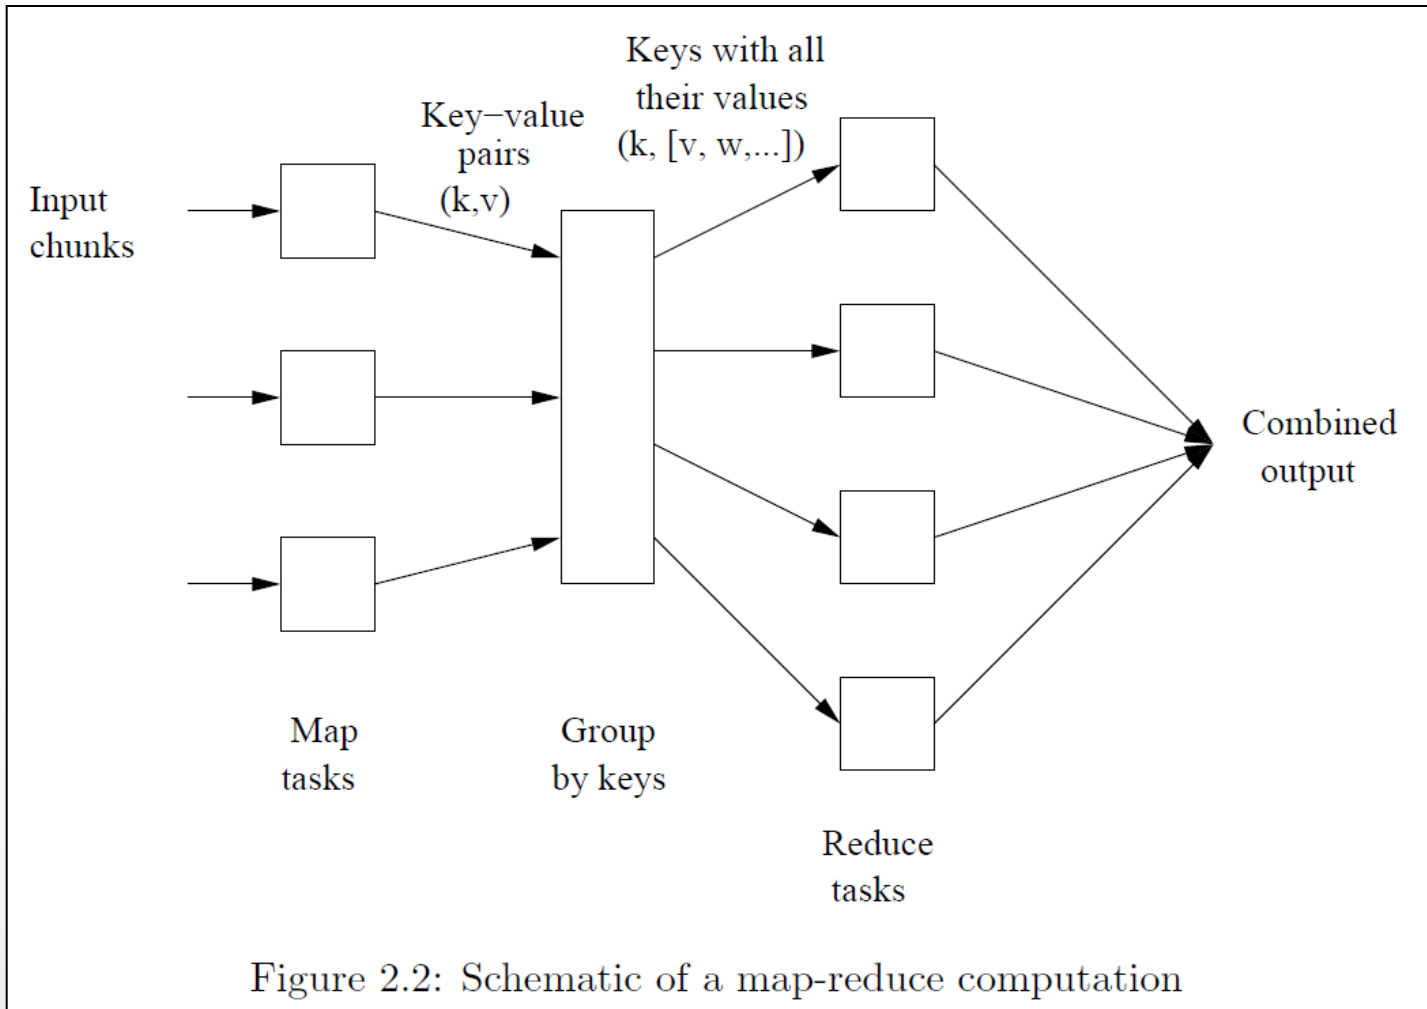 Keys with all
their values
(k, [v, w,...])
Key−value
pairs
(k,v)
Input
chunks
Combined
output
Map
tasks
Group
by keys
Reduce
tasks
Figure 2.2: Schematic of a map-reduce computation